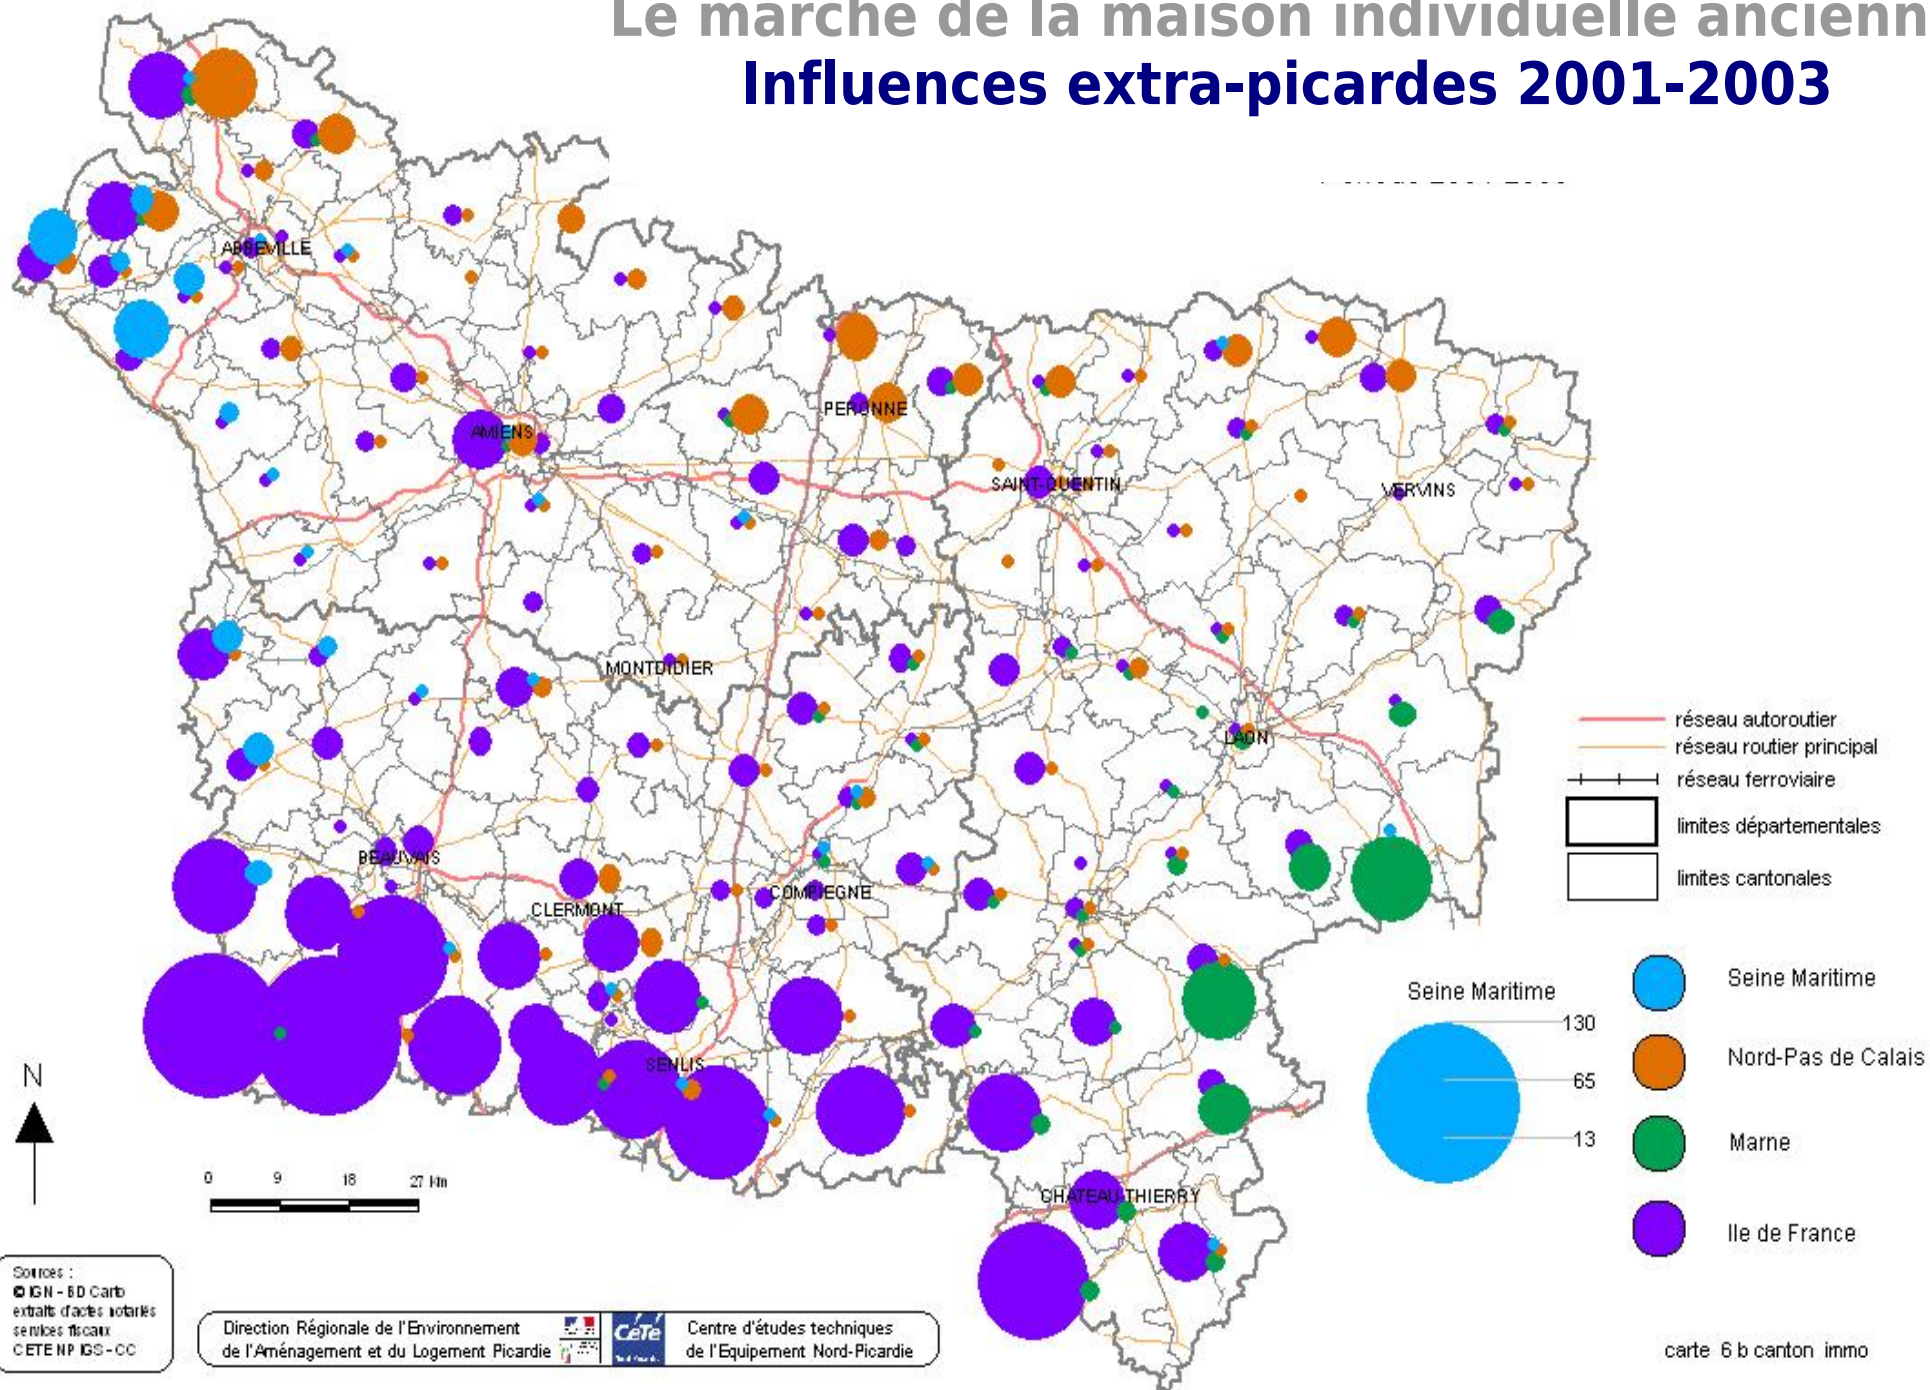 Le marche de la maison individuelle ancienn
Influences extra-picardes 2001-2003
ABBEVILLE
AMIENS
PERONNE
SAINT-QUENTIN
VERVINS
MONTDIDIER
LAON
BEAUVAIS
CLERMONT
COMPIEGNE
SENLIS
CHATEAU-THIERRY
réseau autoroutier
réseau routier principal
réseau ferroviaire
limites départementales
limites cantonales
Seine Maritime
130
65
13
Seine Maritime
Nord-Pas de Calais
Marne
Ile de France
N
0 9 18 27 km
Sources :
© IGN - BD Carto
extraits d'actes notariés
services fiscaux
CETE NP IGS - CC
Direction Régionale de l'Environnement
de l'Aménagement et du Logement Picardie
CéTé
Nord-Picardie
Centre d'études techniques
de l'Equipement Nord-Picardie
carte 6 b canton immo